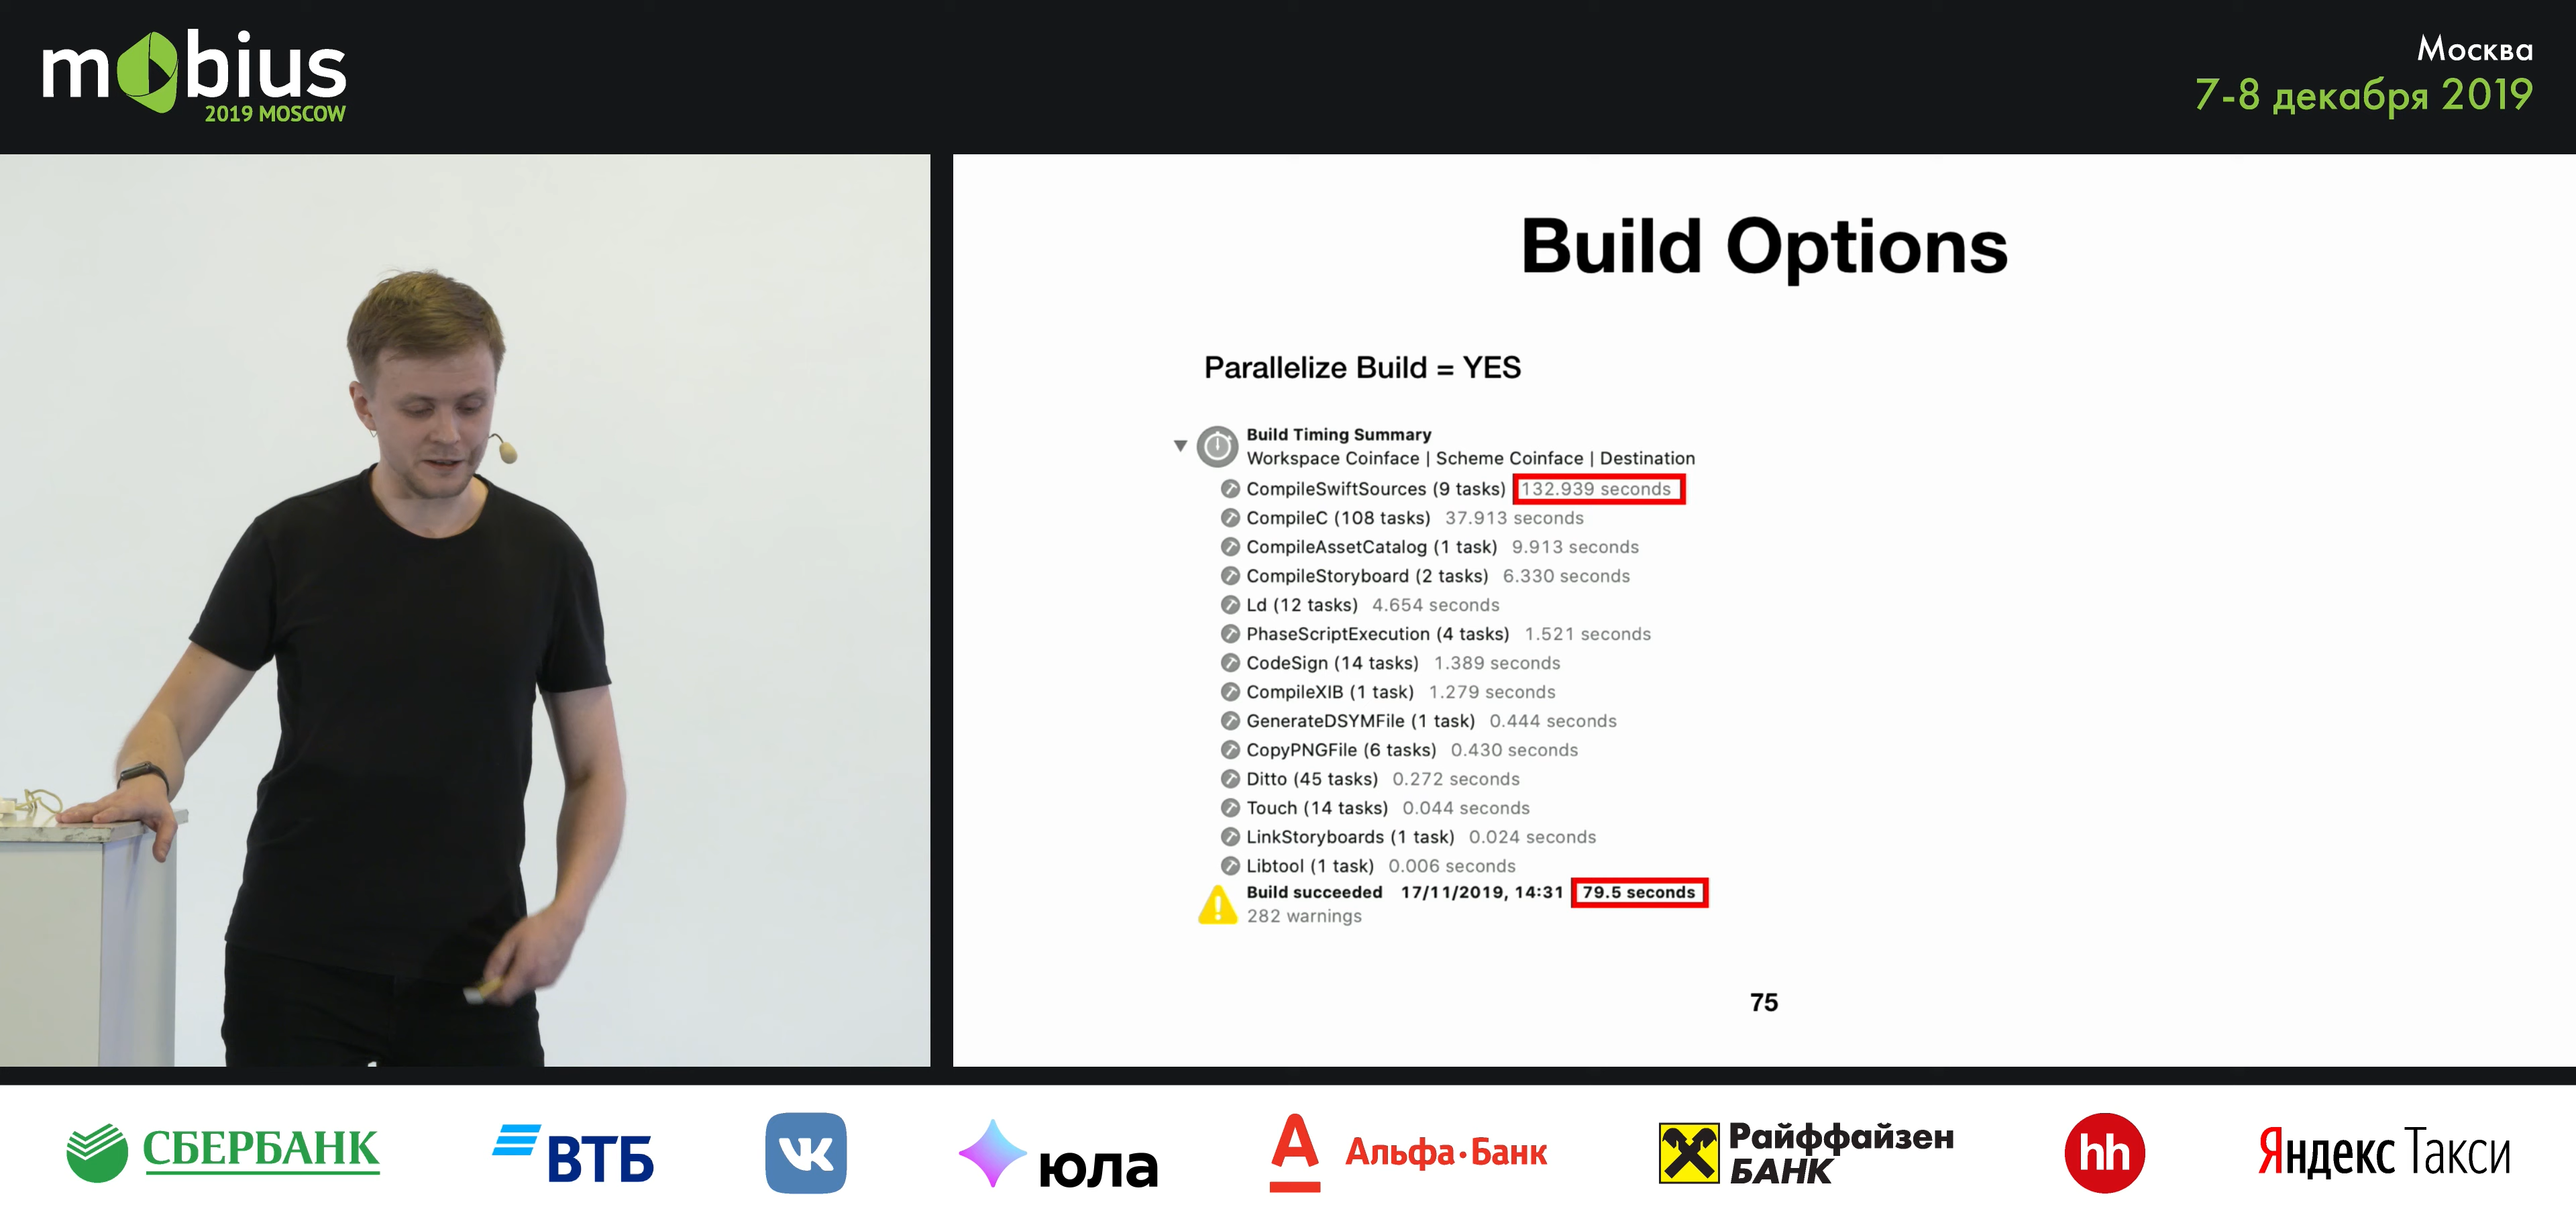 mobius
2019 MOSCOW
Москва
7-8 декабря 2019
Build Options
Parallelize Build = YES
Build Timing Summary
Workspace Coinface | Scheme Coinface | Destination
CompileSwiftSources (9 tasks) 132.939 seconds
CompileC (108 tasks) 37.913 seconds
CompileAssetCatalog (1 task) 9.913 seconds
CompileStoryboard (2 tasks) 6.330 seconds
Ld (12 tasks) 4.654 seconds
PhaseScriptExecution (4 tasks) 1.521 seconds
CodeSign (14 tasks) 1.389 seconds
CompileXIB (1 task) 1.279 seconds
GenerateDSYMFile (1 task) 0.444 seconds
CopyPNGFile (6 tasks) 0.430 seconds
Ditto (45 tasks) 0.272 seconds
Touch (14 tasks) 0.044 seconds
LinkStoryboards (1 task) 0.024 seconds
Libtool (1 task) 0.006 seconds
Build succeeded 17/11/2019, 14:31 79.5 seconds
282 warnings
75
СБЕРБАНК
ВТБ
VK
юла
А
Альфа·Банк
Райффайзен
БАНК
hh
Яндекс Такси